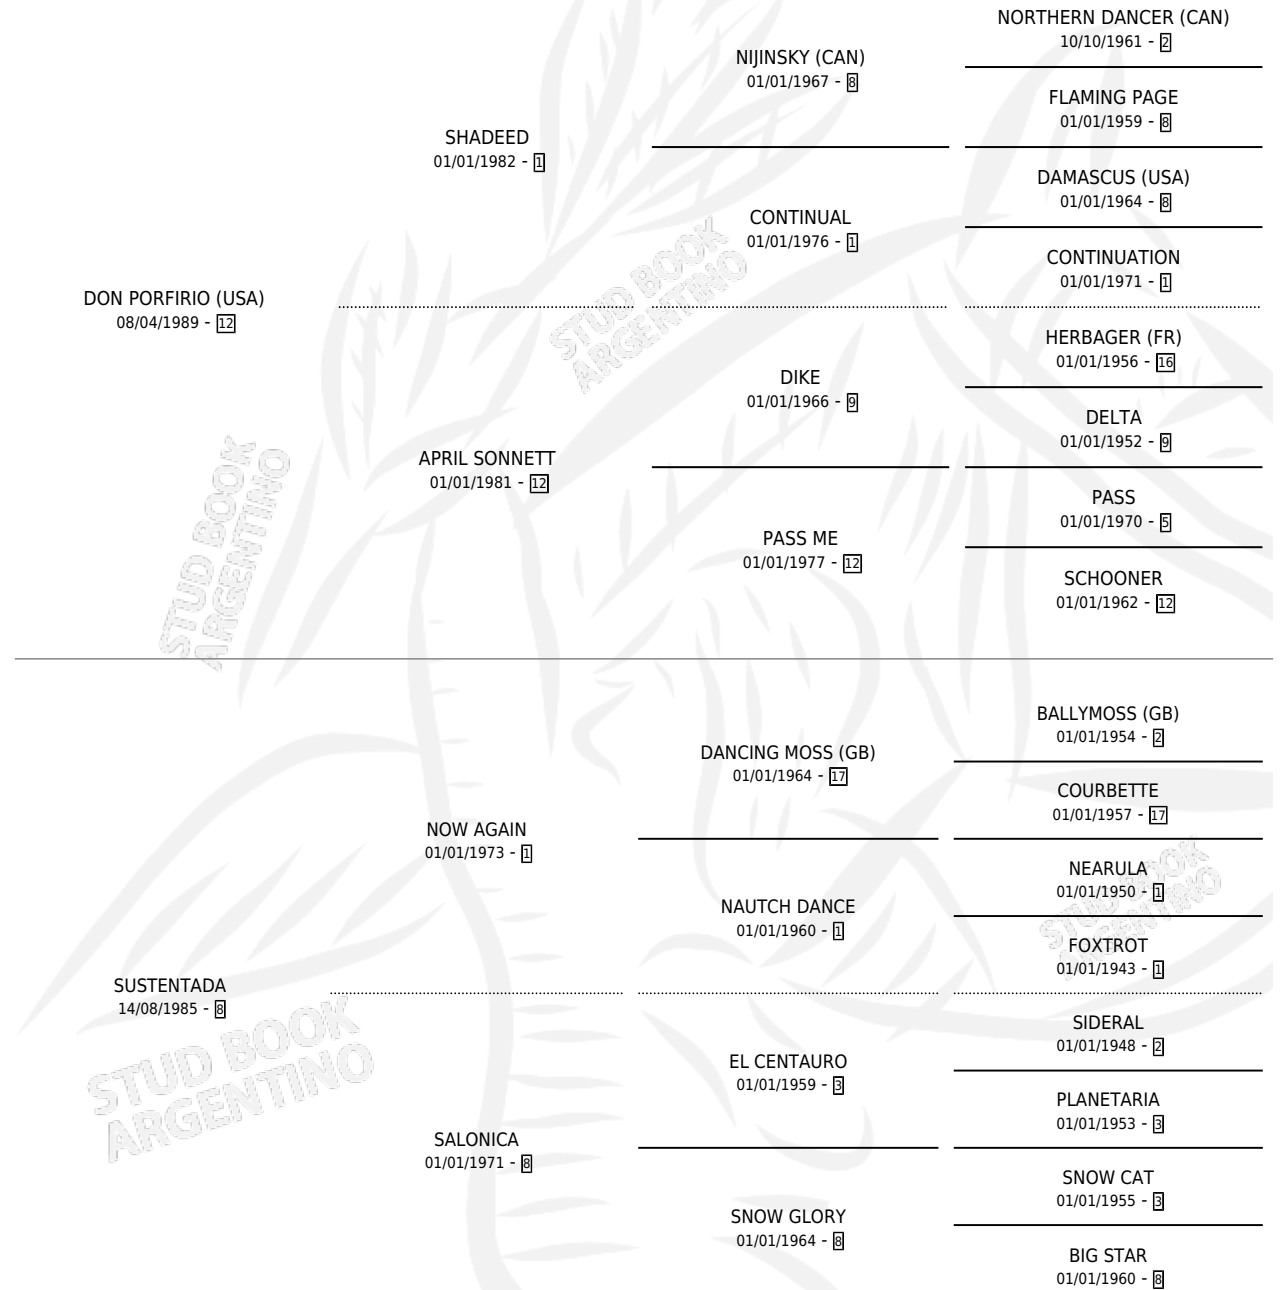 NORTHERN DANCER (CAN)
10/10/1961 - 2
NIJINSKY (CAN)
01/01/1967 - 8
FLAMING PAGE
01/01/1959 - 8
SHADEED
01/01/1982 - 1
DAMASCUS (USA)
01/01/1964 - 8
CONTINUAL
01/01/1976 - 1
CONTINUATION
01/01/1971 - 1
DON PORFIRIO (USA)
08/04/1989 - 12
HERBAGER (FR)
01/01/1956 - 16
DIKE
01/01/1966 - 9
DELTA
01/01/1952 - 9
APRIL SONNETT
01/01/1981 - 12
PASS
01/01/1970 - 5
PASS ME
01/01/1977 - 12
SCHOONER
01/01/1962 - 12
BALLYMOSS (GB)
01/01/1954 - 2
DANCING MOSS (GB)
01/01/1964 - 17
COURBETTE
01/01/1957 - 17
NOW AGAIN
01/01/1973 - 1
NEARULA
01/01/1950 - 1
NAUTCH DANCE
01/01/1960 - 1
FOXTROT
01/01/1943 - 1
SUSTENTADA
14/08/1985 - 8
SIDERAL
01/01/1948 - 2
EL CENTAURO
01/01/1959 - 3
PLANETARIA
01/01/1953 - 3
SALONICA
01/01/1971 - 8
SNOW CAT
01/01/1955 - 3
SNOW GLORY
01/01/1964 - 8
BIG STAR
01/01/1960 - 8
STUD BOOK
ARGENTINO
STUD BOOK
ARGENTINO
STUD BOOK
ARGENTINO
STUD BOOK
ARGENTINO